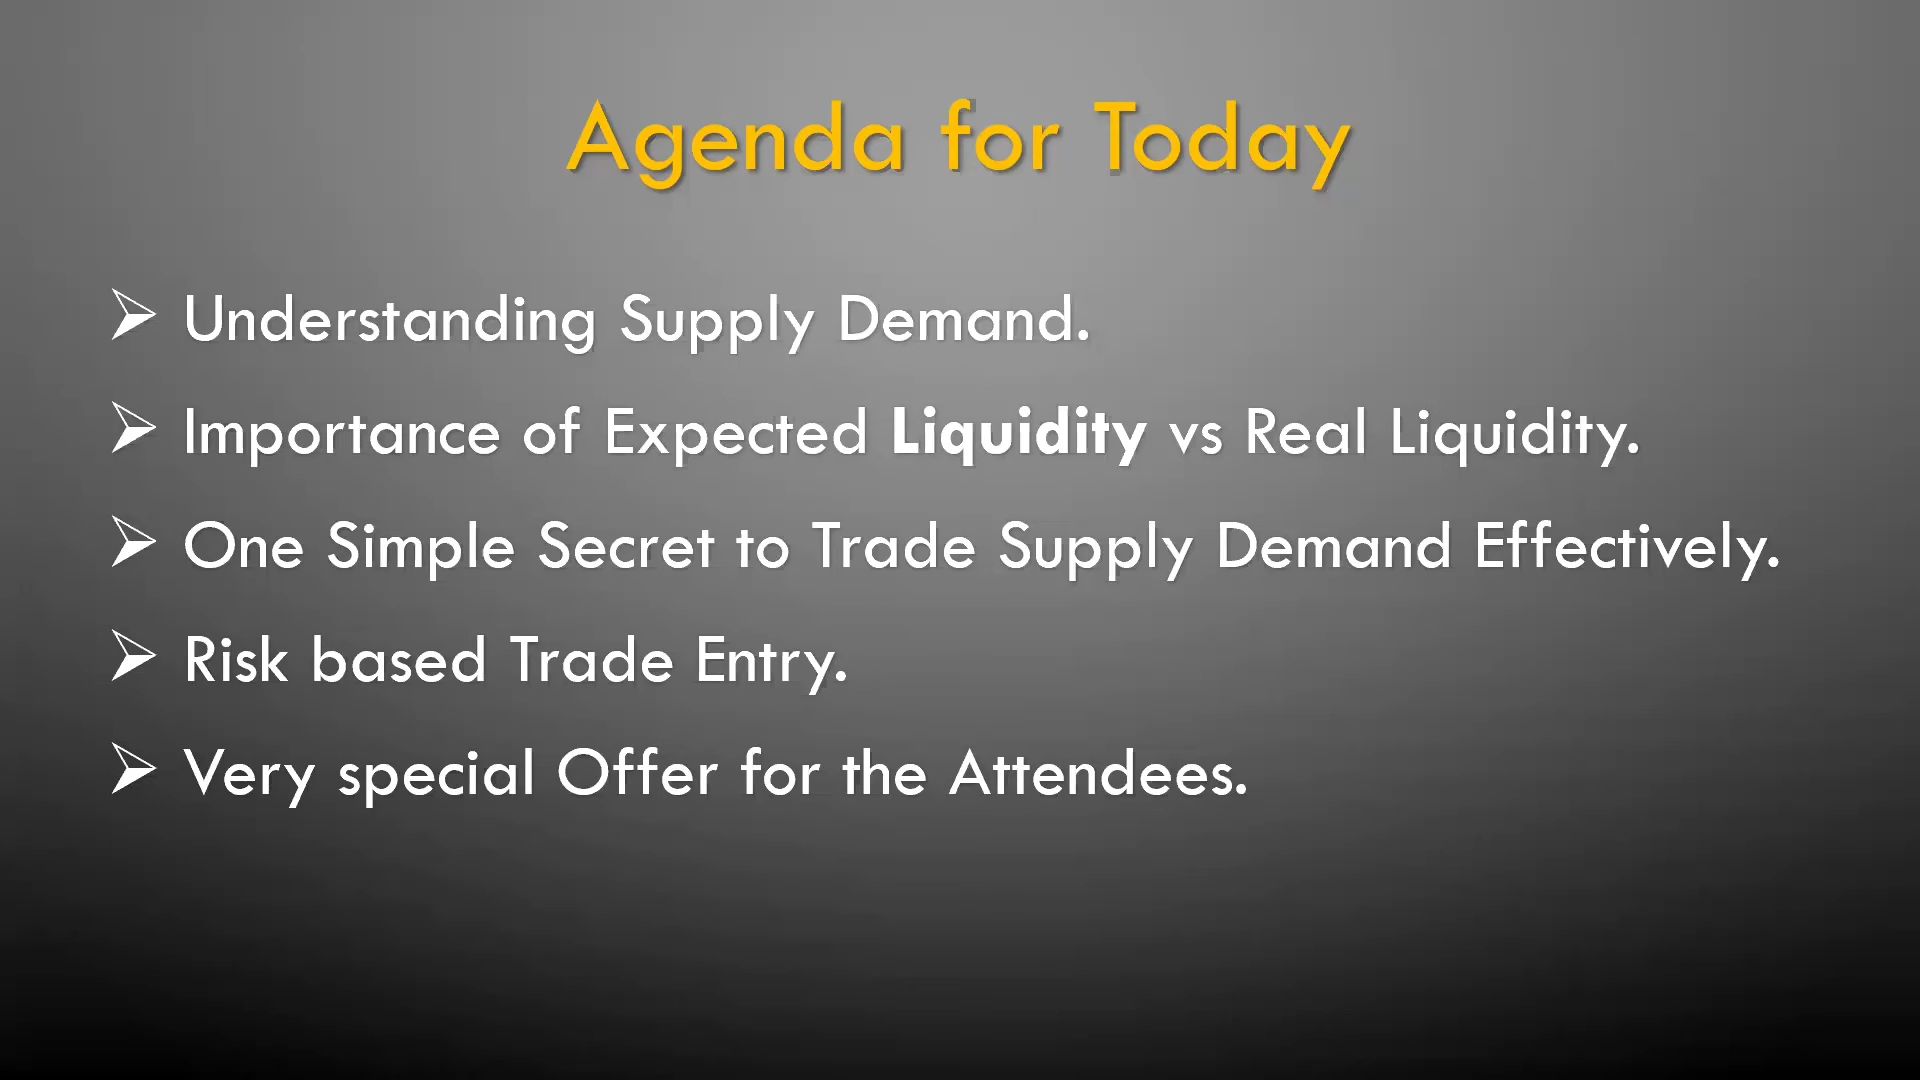 Agenda for Today
Understanding Supply Demand.
Importance of Expected Liquidity vs Real Liquidity.
One Simple Secret to Trade Supply Demand Effectively.
Risk based Trade Entry.
Very special Offer for the Attendees.